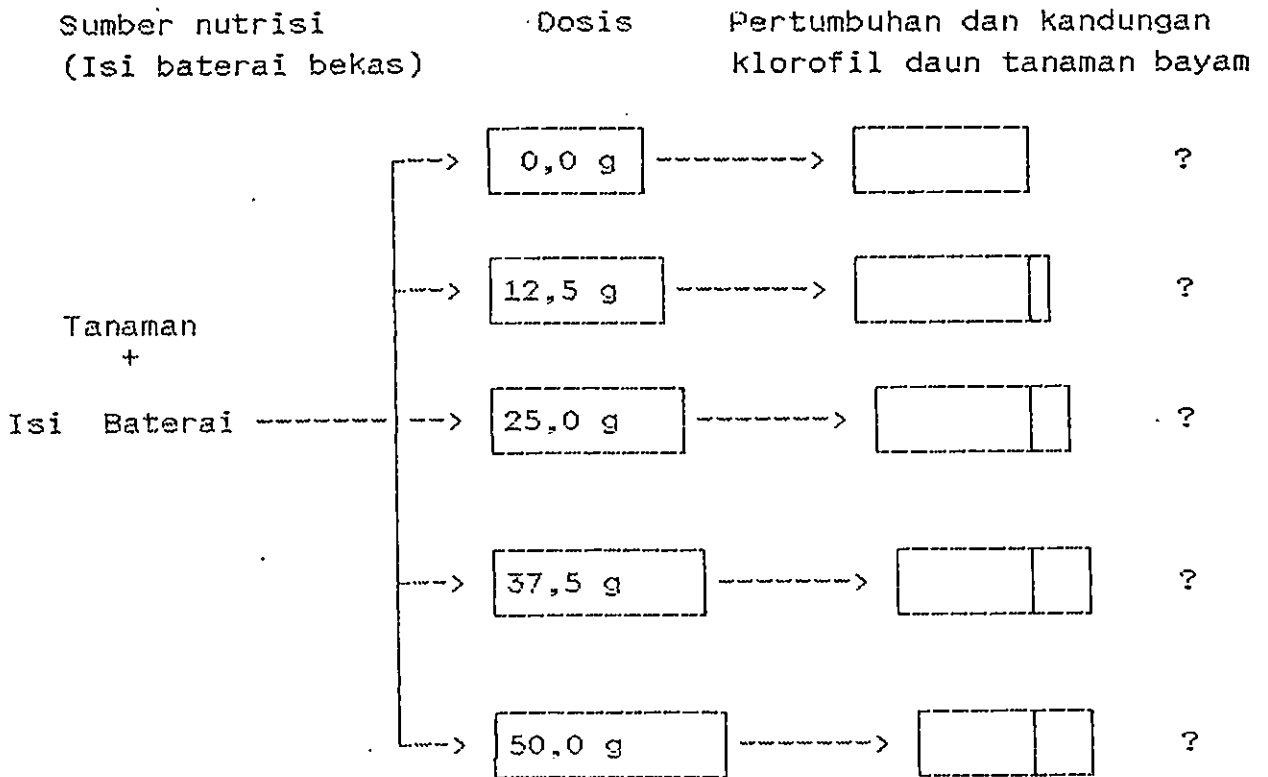 Sumber nutrisi
(Isi baterai bekas)
Dosis
Pertumbuhan dan kandungan
klorofil daun tanaman bayam
0,0 g
?
12,5 g
?
Tanaman
+
Isi Baterai
25,0 g
?
37,5 g
?
50,0 g
?